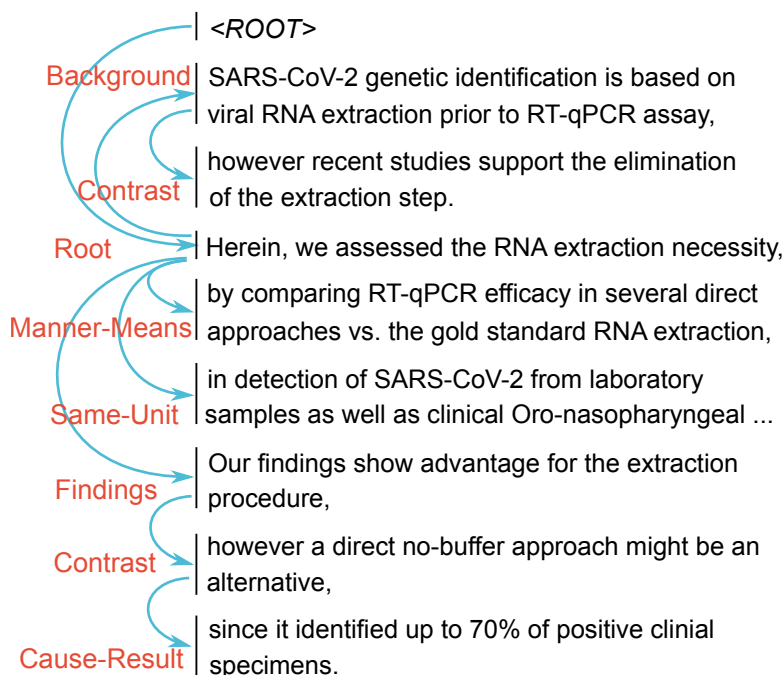 <ROOT>
Background
SARS-CoV-2 genetic identification is based on
viral RNA extraction prior to RT-qPCR assay,
Contrast
however recent studies support the elimination
of the extraction step.
Root
Herein, we assessed the RNA extraction necessity,
Manner-Means
by comparing RT-qPCR efficacy in several direct
approaches vs. the gold standard RNA extraction,
Same-Unit
in detection of SARS-CoV-2 from laboratory
samples as well as clinical Oro-nasopharyngeal ...
Findings
Our findings show advantage for the extraction
procedure,
Contrast
however a direct no-buffer approach might be an
alternative,
Cause-Result
since it identified up to 70% of positive clinial
specimens.